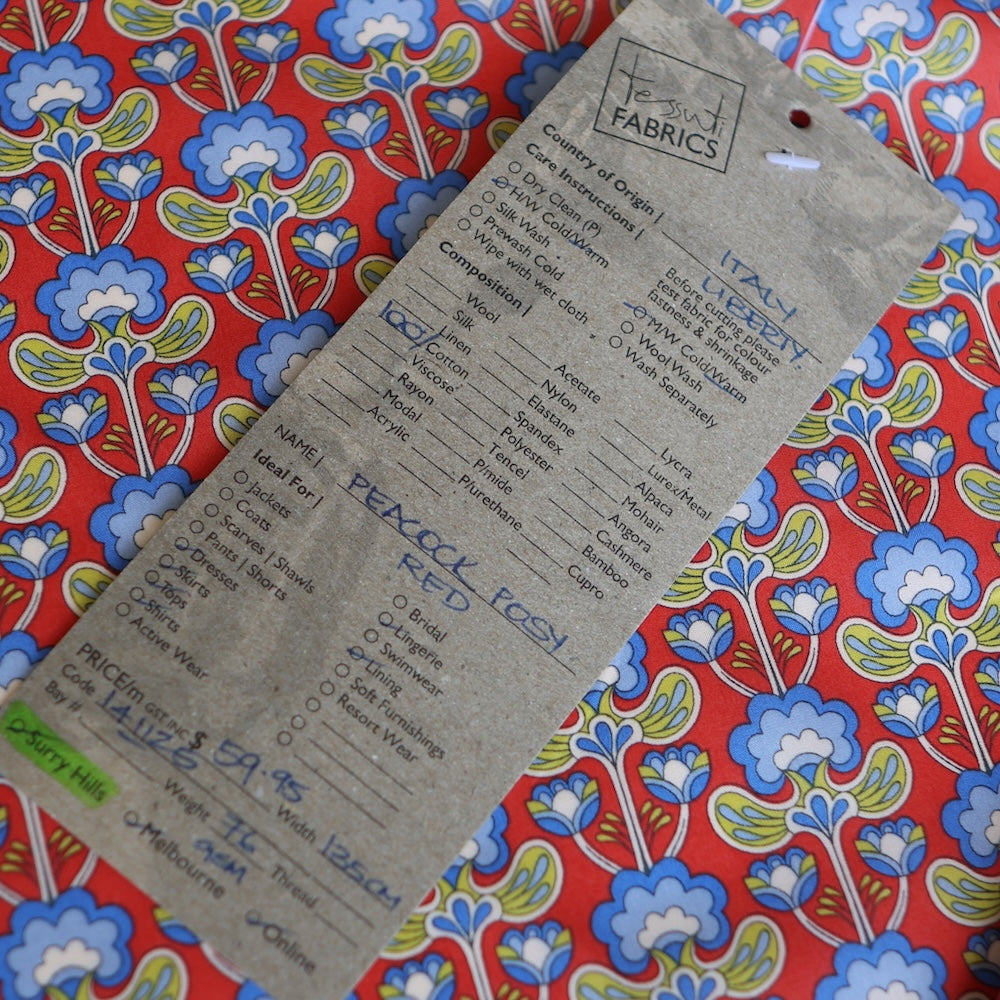 tessuti
FABRICS
Country of Origin | ITALY
LIBERTY
Care Instructions |
Dry Clean (P)
H/W Cold/Warm
Silk Wash
Prewash Cold
Wipe with wet cloth
Before cutting please
test fabric for colour
fastness & shrinkage
M/W Cold/Warm
Wool Wash
Wash Separately
Composition |
Wool
Silk
Linen
100% Cotton
Viscose
Rayon
Modal
Acrylic
Acetate
Nylon
Elastane
Spandex
Polyester
Tencel
P/mide
P/urethane
Lycra
Lurex/Metal
Alpaca
Mohair
Angora
Cashmere
Bamboo
Cupro
NAME | PEACOCK POSY
RED
Ideal For |
Jackets
Coats
Scarves | Shawls
Pants | Shorts
Dresses
Skirts
Tops
Shirts
Active Wear
Bridal
Lingerie
Swimwear
Lining
Soft Furnishings
Resort Wear
PRICE/m GST INC $ 59.95
Code 141126
Bay #
Weight 76 Width 135cm
gsm Thread
Surry Hills
Melbourne
Online